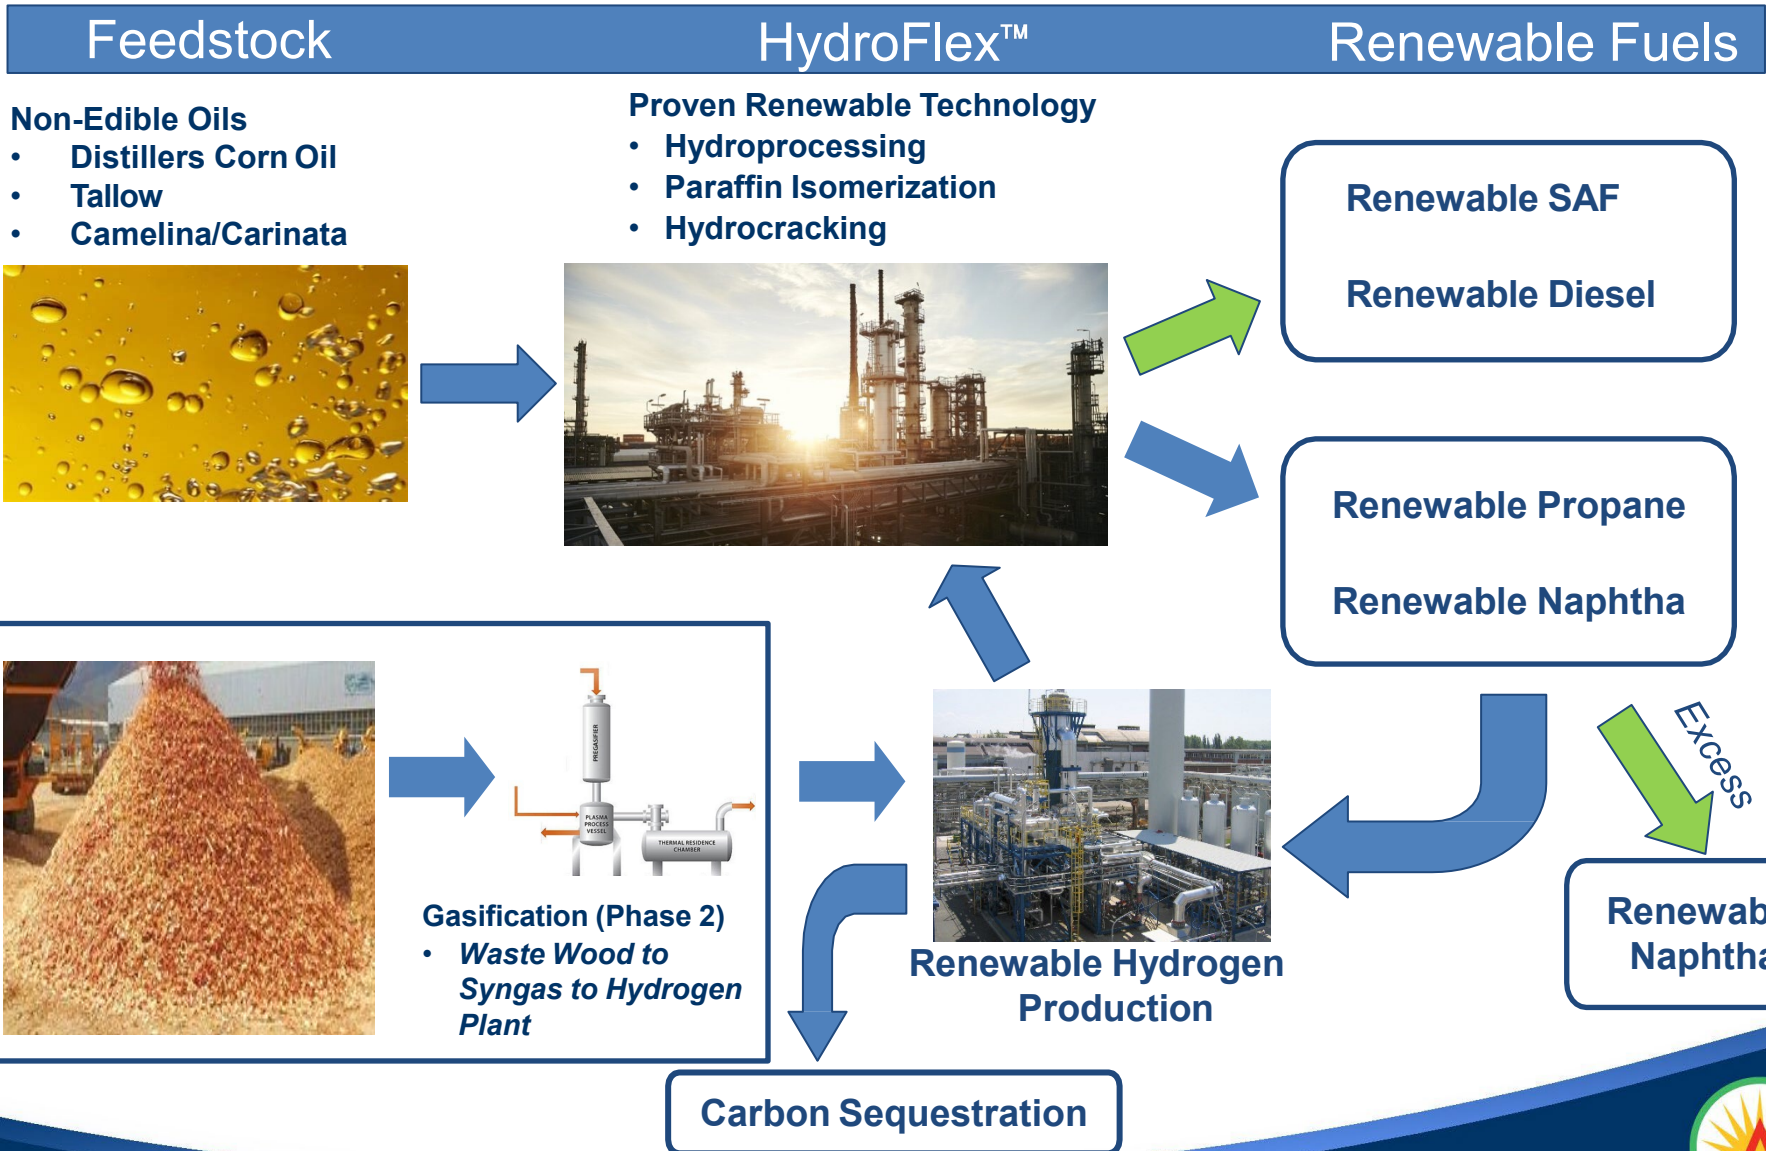 Feedstock
HydroFlex™
Renewable Fuels
Non-Edible Oils
• Distillers Corn Oil
• Tallow
• Camelina/Carinata
Proven Renewable Technology
• Hydroprocessing
• Paraffin Isomerization
• Hydrocracking
Renewable SAF
Renewable Diesel
Renewable Propane
Renewable Naphtha
Excess
Renewab
Naphtha
PREGASIFIER
PLASMA
PROCESS
VESSEL
THERMAL RESIDENCE
CHAMBER
Gasification (Phase 2)
• Waste Wood to
Syngas to Hydrogen
Plant
Renewable Hydrogen
Production
Carbon Sequestration